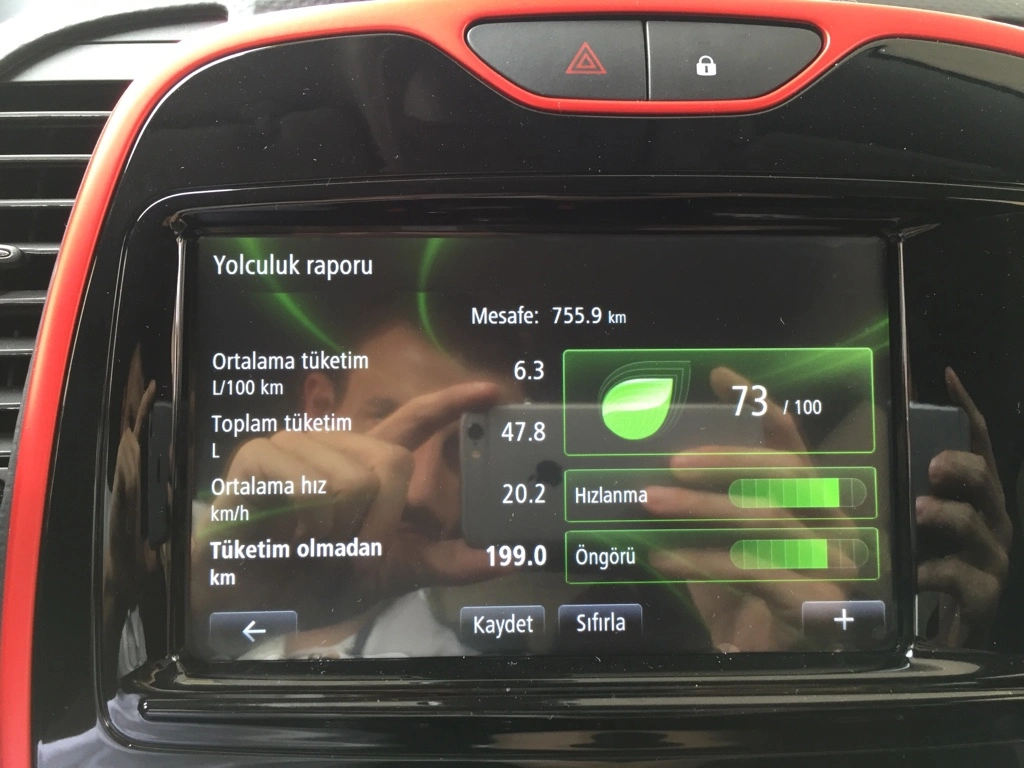 Yolculuk raporu
Mesafe: 755.9 km
Ortalama tüketim 6.3
L/100 km
73 / 100
Toplam tüketim 47.8
L
Ortalama hız 20.2
km/h
Hızlanma
Tüketim olmadan 199.0
km
Öngörü
Kaydet Sıfırla +